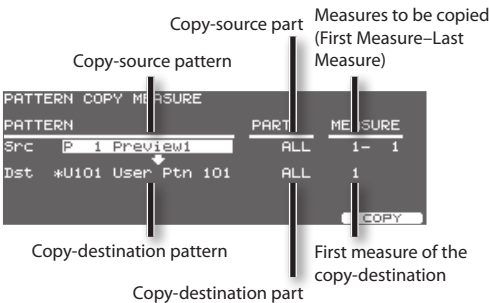 Copy-source part
Measures to be copied
(First Measure–Last
Measure)
Copy-source pattern
PATTERN COPY MEASURE
PATTERN PART MEASURE
Src P 1 Preview1 ALL 1- 1
Dst *U101 User Ptn 101 ALL 1
COPY
Copy-destination pattern
First measure of the
copy-destination
Copy-destination part